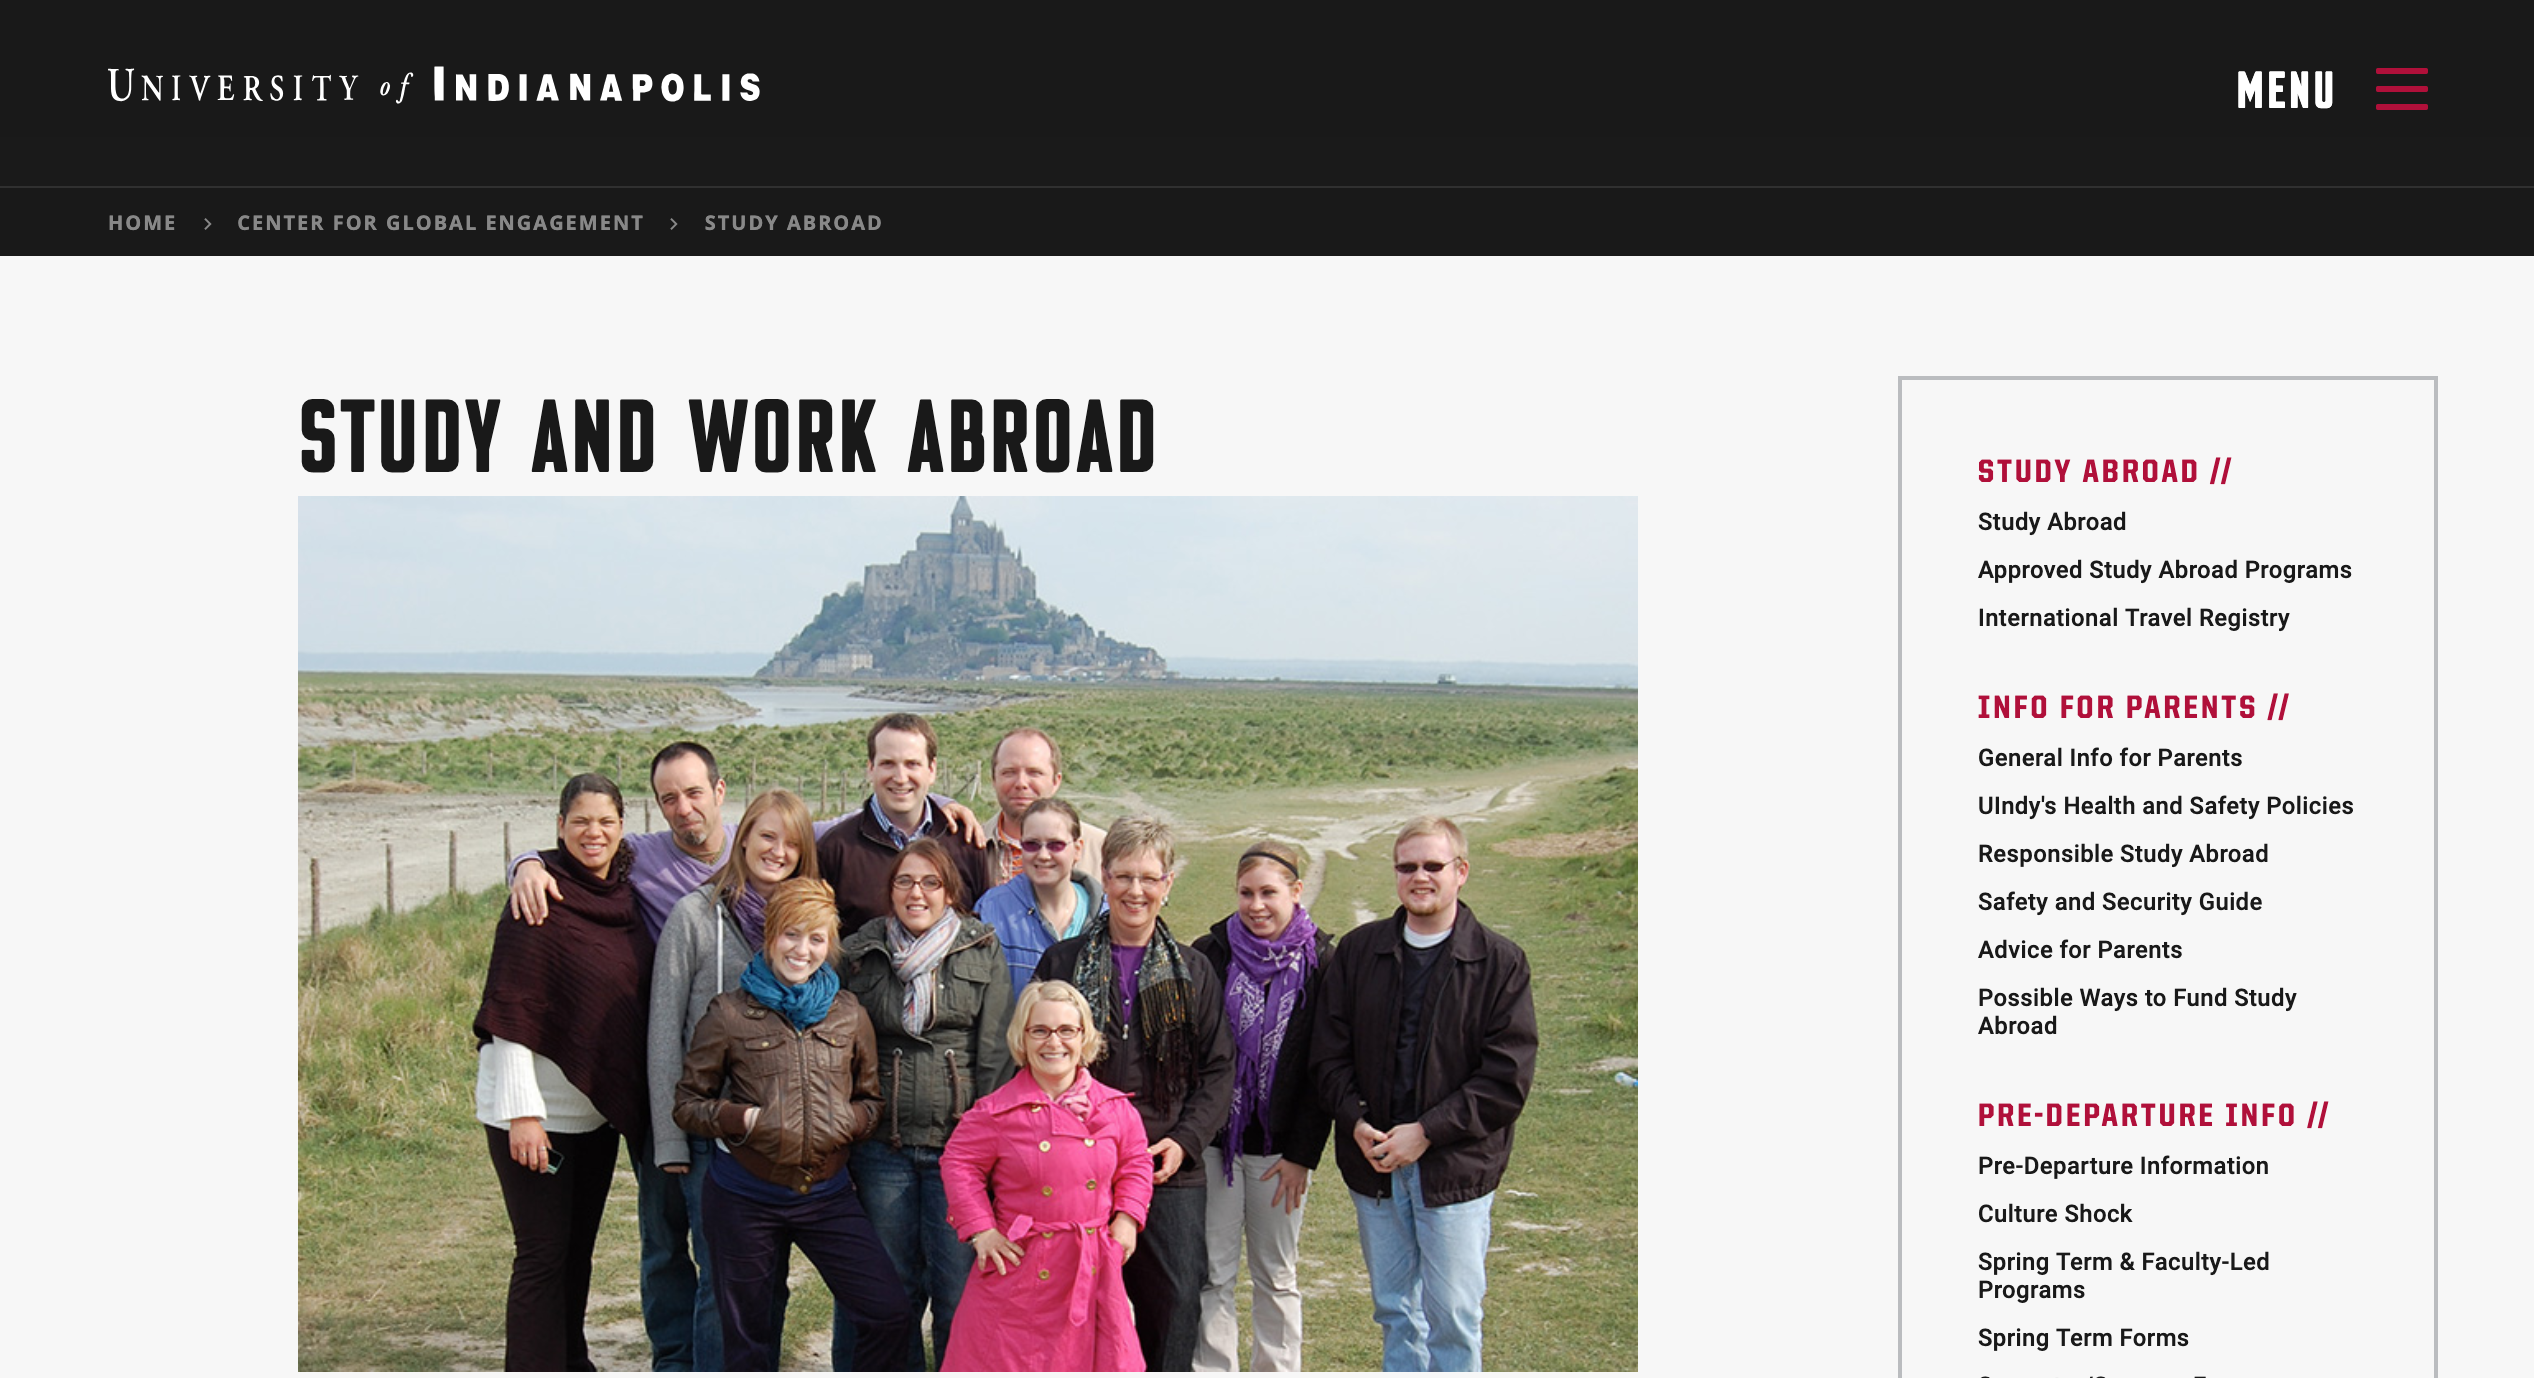 UNIVERSITY of INDIANAPOLIS
MENU
HOME > CENTER FOR GLOBAL ENGAGEMENT > STUDY ABROAD
STUDY AND WORK ABROAD
STUDY ABROAD //
Study Abroad
Approved Study Abroad Programs
International Travel Registry
INFO FOR PARENTS //
General Info for Parents
UIndy's Health and Safety Policies
Responsible Study Abroad
Safety and Security Guide
Advice for Parents
Possible Ways to Fund Study
Abroad
PRE-DEPARTURE INFO //
Pre-Departure Information
Culture Shock
Spring Term & Faculty-Led
Programs
Spring Term Forms